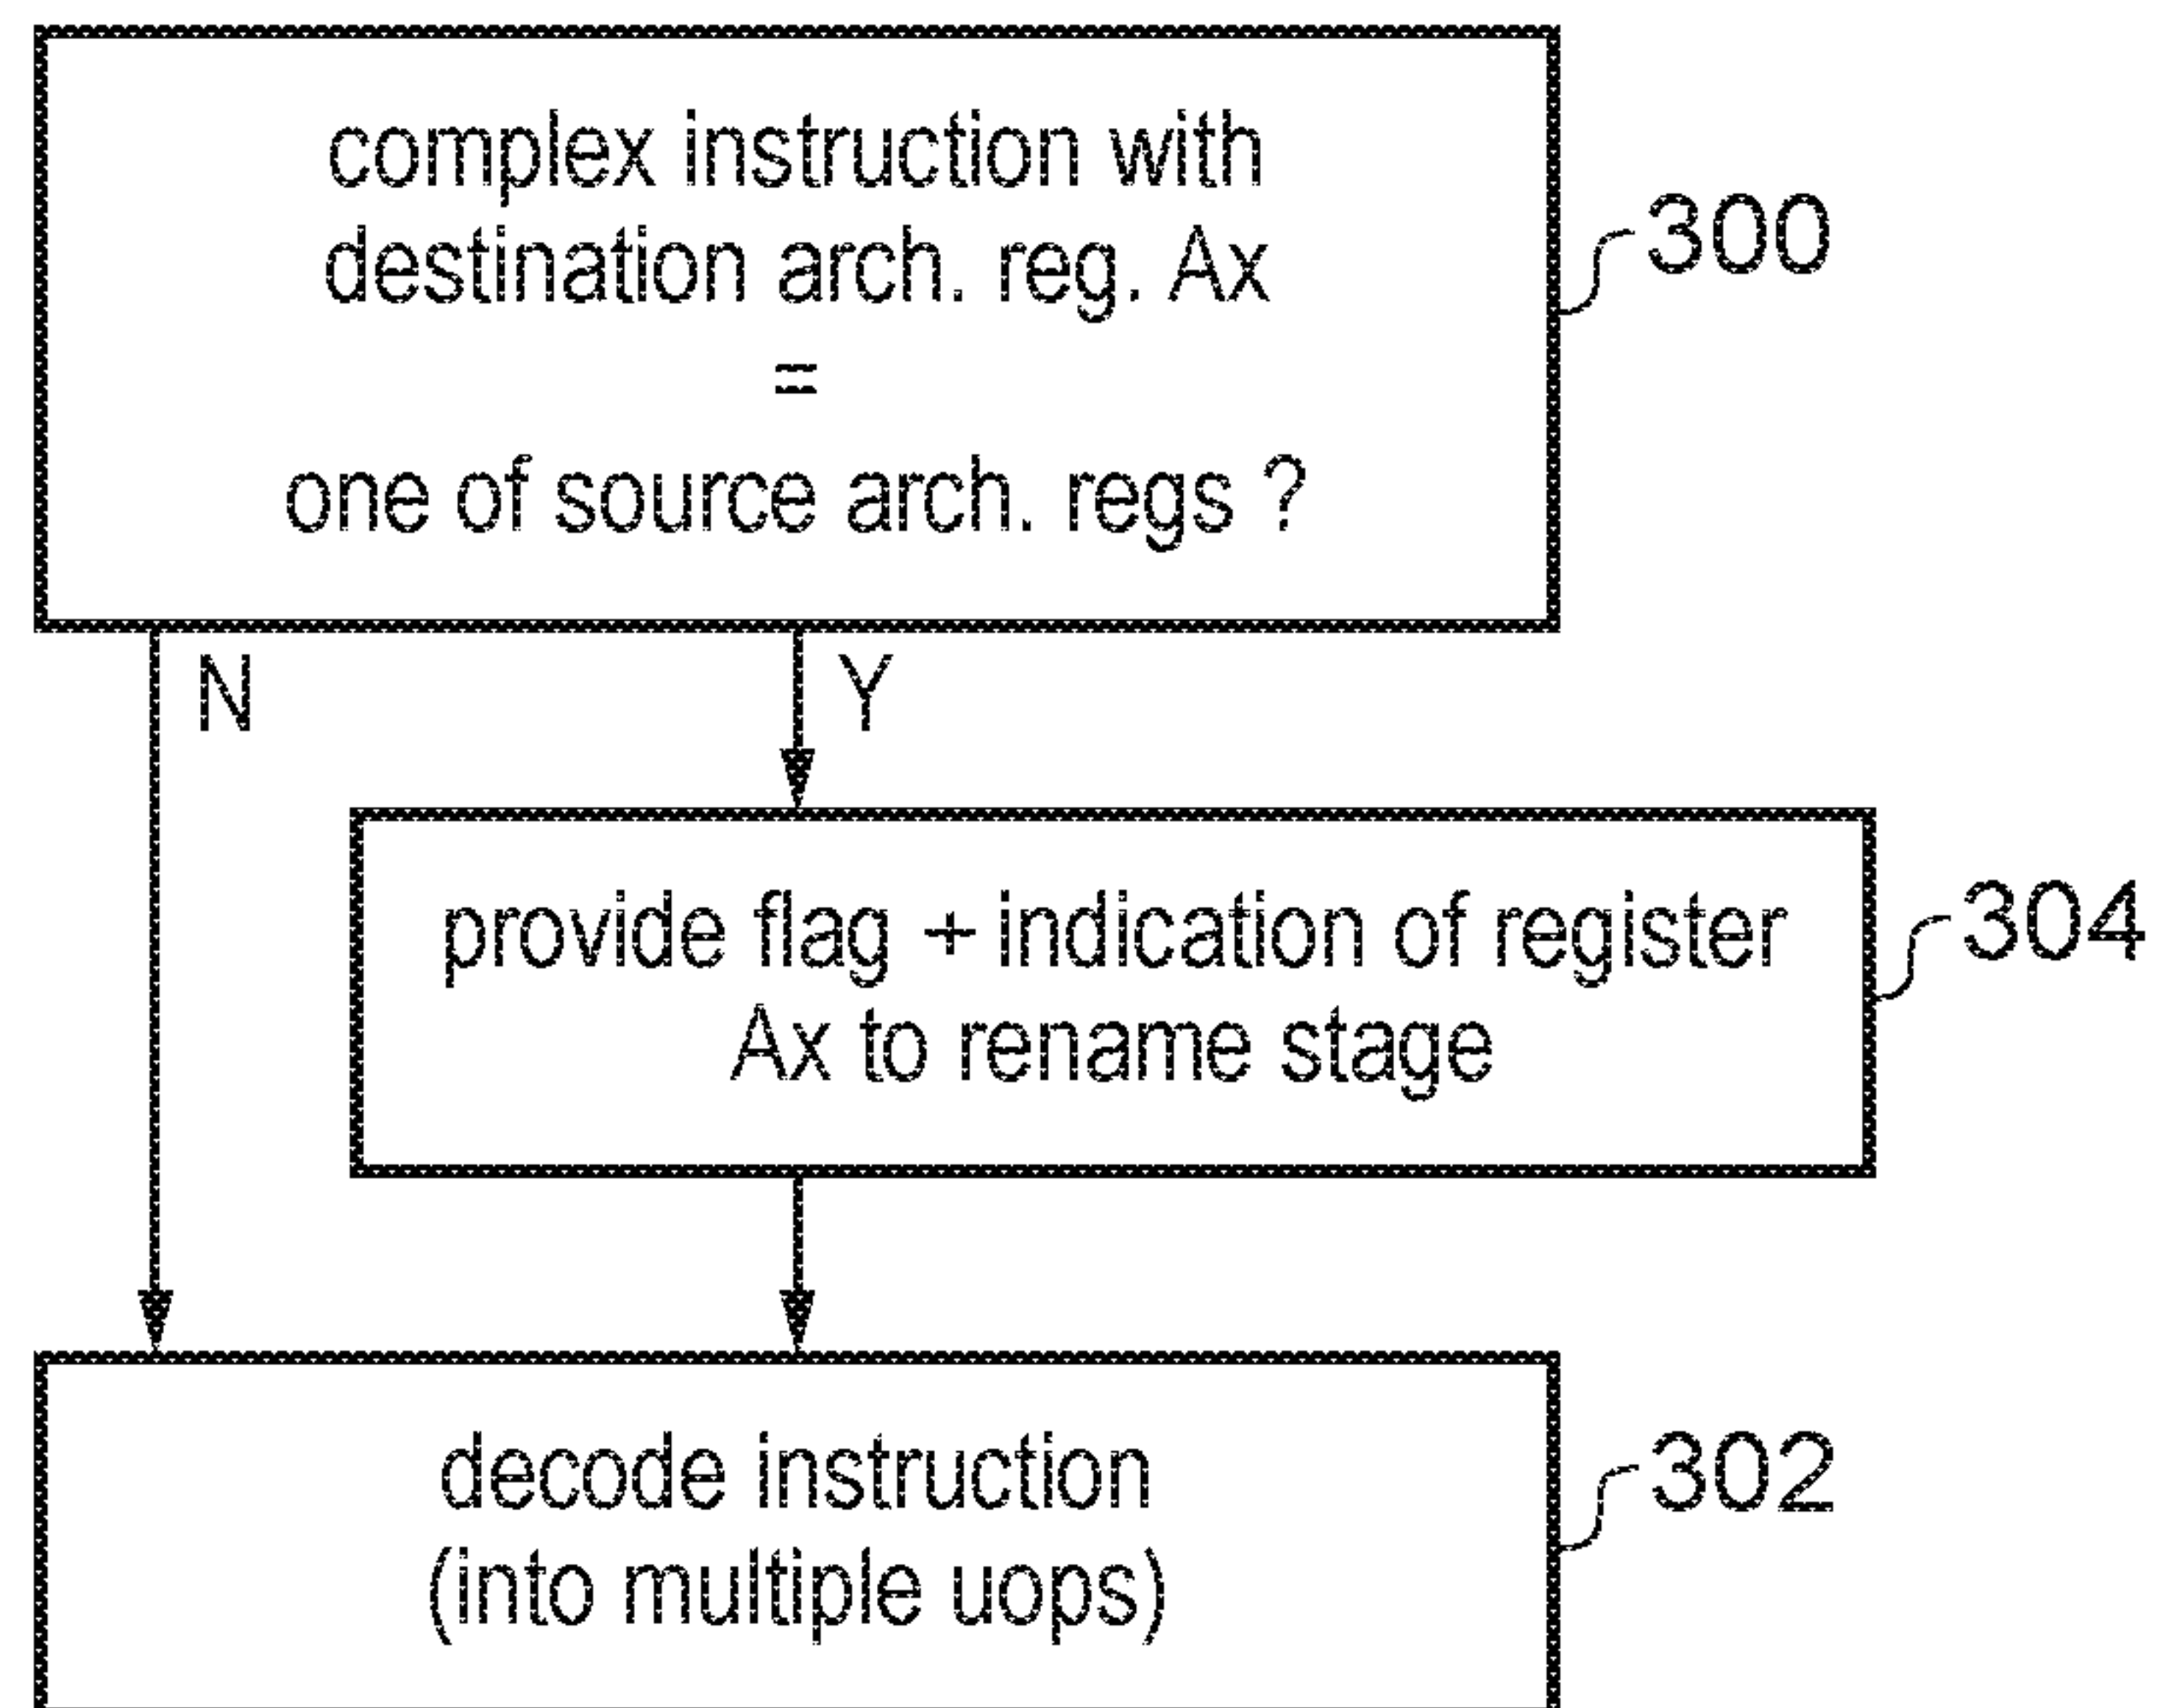 complex instruction with
destination arch. reg. Ax
=
one of source arch. regs ?
300
N
Y
provide flag + indication of register
Ax to rename stage
304
decode instruction
(into multiple uops)
302